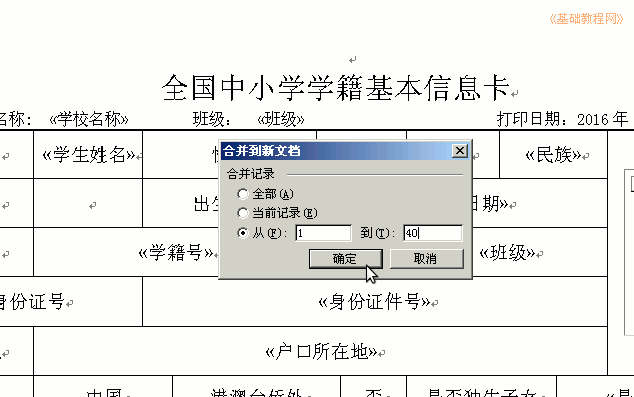 《基础教程网》
全国中小学学籍基本信息卡
名称: 《学校名称》 班级: 《班级》 打印日期: 2016 年
《学生姓名》 《民族》
合并到新文档
合并记录
全部(A)
出生 日期》
当前记录(E)
从(F): 1 到(T): 40
《学籍号》 《班级》
确定 取消
身份证号 《身份证件号》
《户口所在地》
中国 港澳台侨外 否 是否独生子女